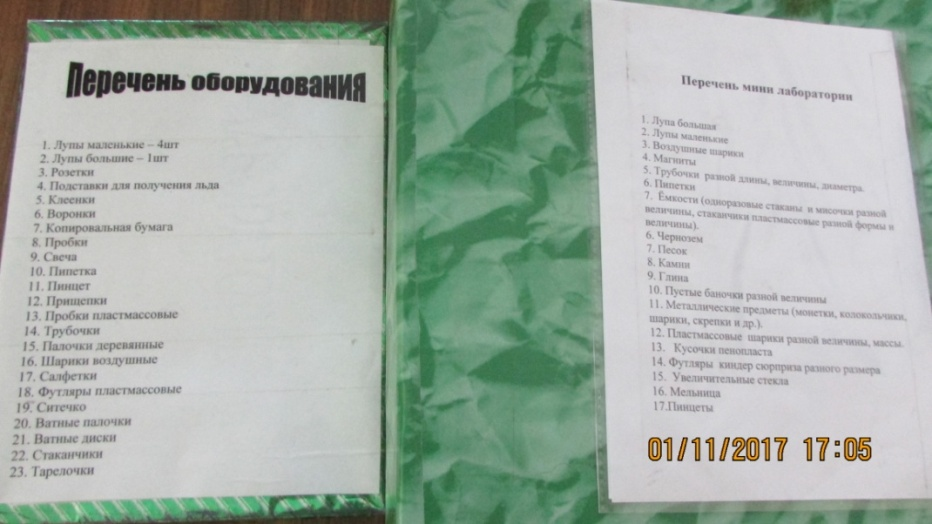 Перечень оборудования
1. Лупы маленькие – 4шт
2. Лупы большие – 1шт
3. Розетки
4. Подставки для получения льда
5. Клеенки
6. Воронки
7. Копировальная бумага
8. Пробки
9. Свеча
10. Пипетка
11. Пинцет
12. Прищепки
13. Пробки пластмассовые
14. Трубочки
15. Палочки деревянные
16. Шарики воздушные
17. Салфетки
18. Футляры пластмассовые
19. Ситечко
20. Ватные палочки
21. Ватные диски
22. Стаканчики
23. Тарелочки
Перечень мини лаборатории
1. Лупа большая
2. Лупы маленькие
3. Воздушные шарики
4. Магниты
5. Трубочки разной длины, величины, диаметра.
6. Пипетки
7. Ёмкости (одноразовые стаканы и мисочки разной
величины, стаканчики пластмассовые разной формы и
величины).
6. Чернозем
7. Песок
8. Камни
9. Глина
10. Пустые баночки разной величины
11. Металлические предметы (монетки, колокольчики,
шарики, скрепки и др.).
12. Пластмассовые шарики разной величины, массы.
13. Кусочки пенопласта
14. Футляры киндер сюрприза разного размера
15. Увеличительные стекла
16. Мельница
17.Пинцеты
01/11/2017 17:05